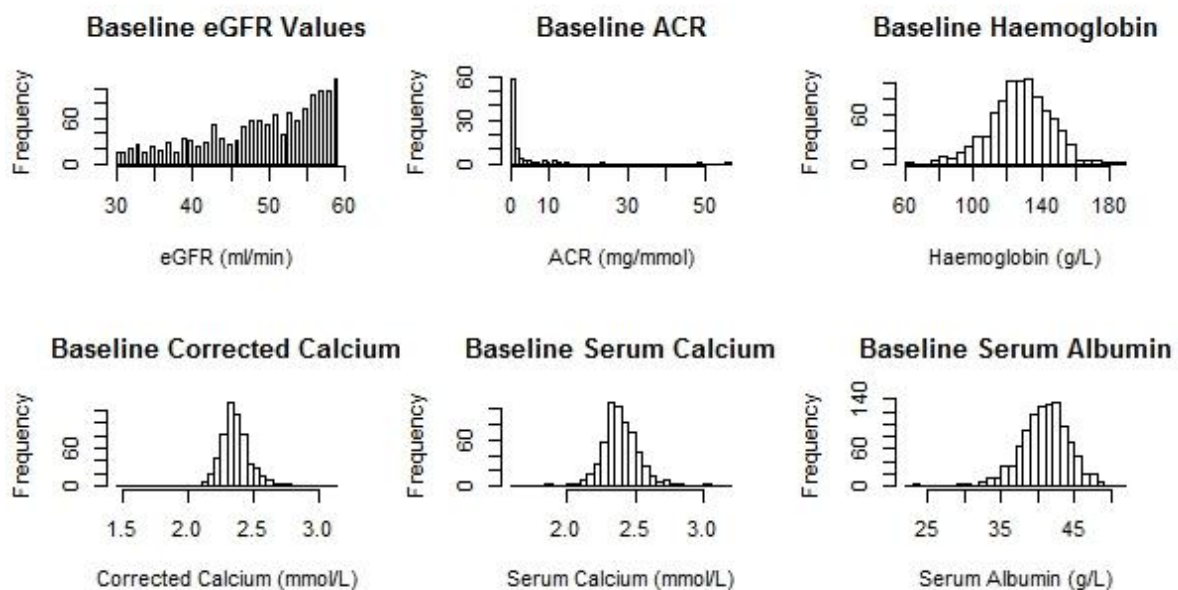 Baseline eGFR Values
Frequency
0
60
30
40
50
60
eGFR (ml/min)
Baseline ACR
Frequency
0
30
60
0
10
30
50
ACR (mg/mmol)
Baseline Haemoglobin
Frequency
0
60
60
100
140
180
Haemoglobin (g/L)
Baseline Corrected Calcium
Frequency
0
60
1.5
2.0
2.5
3.0
Corrected Calcium (mmol/L)
Baseline Serum Calcium
Frequency
0
60
2.0
2.5
3.0
Serum Calcium (mmol/L)
Baseline Serum Albumin
Frequency
0
60
140
25
35
45
Serum Albumin (g/L)